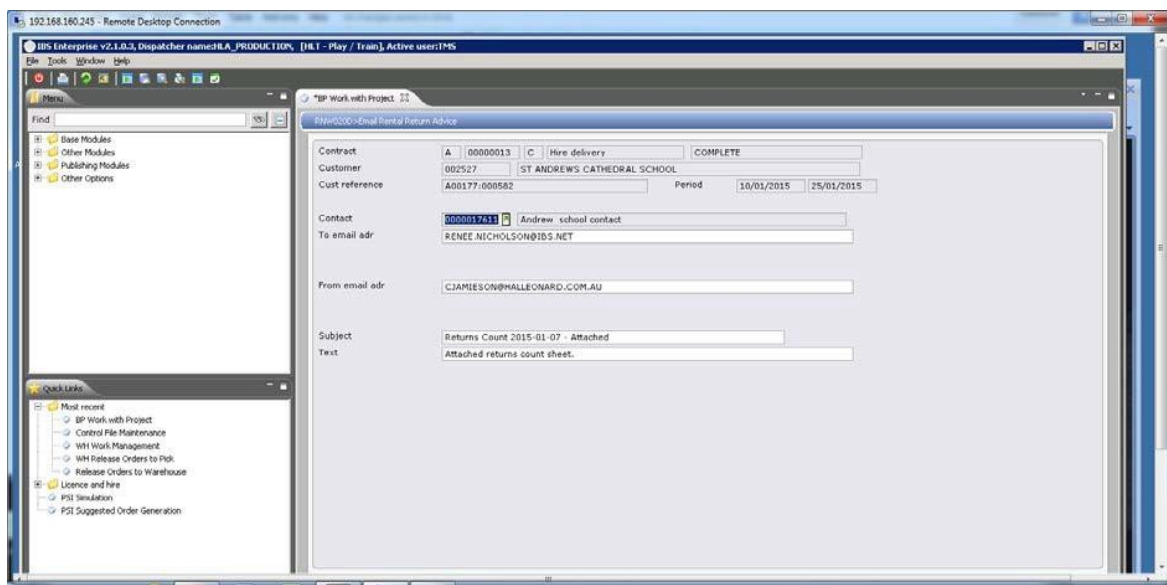 192.168.160.245 - Remote Desktop Connection
IBS Enterprise v2.1.0.3, Dispatcher name:HLA_PRODUCTION, [HLT - Play / Train], Active user:TMS
File Tools Window Help
Menu
Find
Base Modules
Other Modules
Publishing Modules
Other Options
Quick Links
Most recent
BP Work with Project
Control File Maintenance
WH Work Management
WH Release Orders to Pick
Release Orders to Warehouse
Licence and hire
PSI Simulation
PSI Suggested Order Generation
*BP Work with Project
RNW020D>Email Rental Return Advice
Contract A 00000013 C Hire delivery COMPLETE
Customer 002527 ST ANDREWS CATHEDRAL SCHOOL
Cust reference A00177:000582 Period 10/01/2015 25/01/2015
Contact 0000017611 Andrew school contact
To email adr RENEE.NICHOLSON@IBS.NET
From email adr CJAMIESON@HALLEONARD.COM.AU
Subject Returns Count 2015-01-07 - Attached
Text Attached returns count sheet.